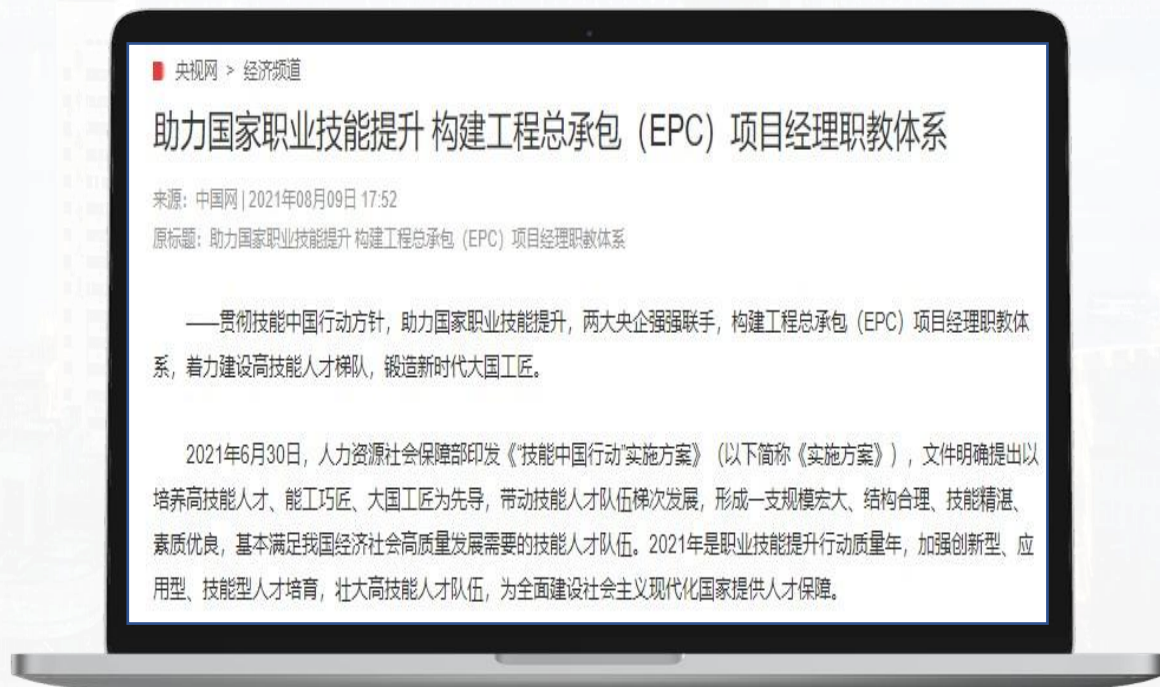 央视网 > 经济频道
助力国家职业技能提升 构建工程总承包（EPC）项目经理职教体系
来源：中国网 | 2021年08月09日 17:52
原标题：助力国家职业技能提升 构建工程总承包（EPC）项目经理职教体系
——贯彻技能中国行动方针，助力国家职业技能提升，两大央企强强联手，构建工程总承包（EPC）项目经理职教体
系，着力建设高技能人才梯队，锻造新时代大国工匠。
2021年6月30日，人力资源社会保障部印发《“技能中国行动”实施方案》（以下简称《实施方案》），文件明确提出以
培养高技能人才、能工巧匠、大国工匠为先导，带动技能人才队伍梯次发展，形成一支规模宏大、结构合理、技能精湛、
素质优良，基本满足我国经济社会高质量发展需要的技能人才队伍。2021年是职业技能提升行动质量年，加强创新型、应
用型、技能型人才培育，壮大高技能人才队伍，为全面建设社会主义现代化国家提供人才保障。